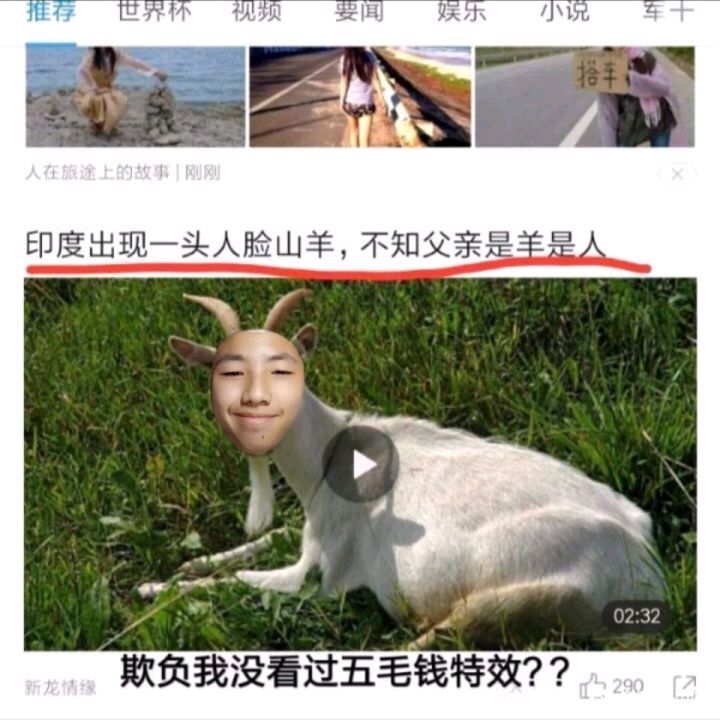 推荐 世界杯 视频 要闻 娱乐 小说 军
搭车
人在旅途上的故事 | 刚刚
印度出现一头人脸山羊，不知父亲是羊是人
02:32
欺负我没看过五毛钱特效？？
新龙情缘
290